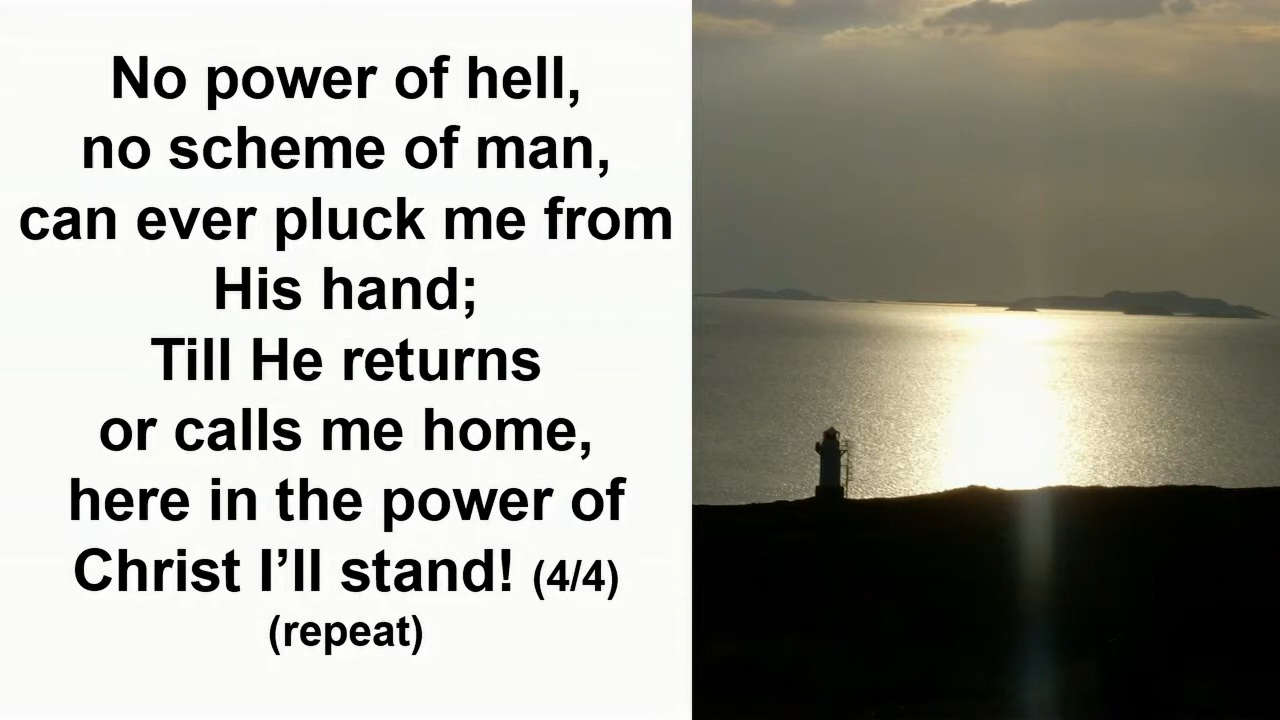 No power of hell,
no scheme of man,
can ever pluck me from
His hand;
Till He returns
or calls me home,
here in the power of
Christ I’ll stand! (4/4)
(repeat)